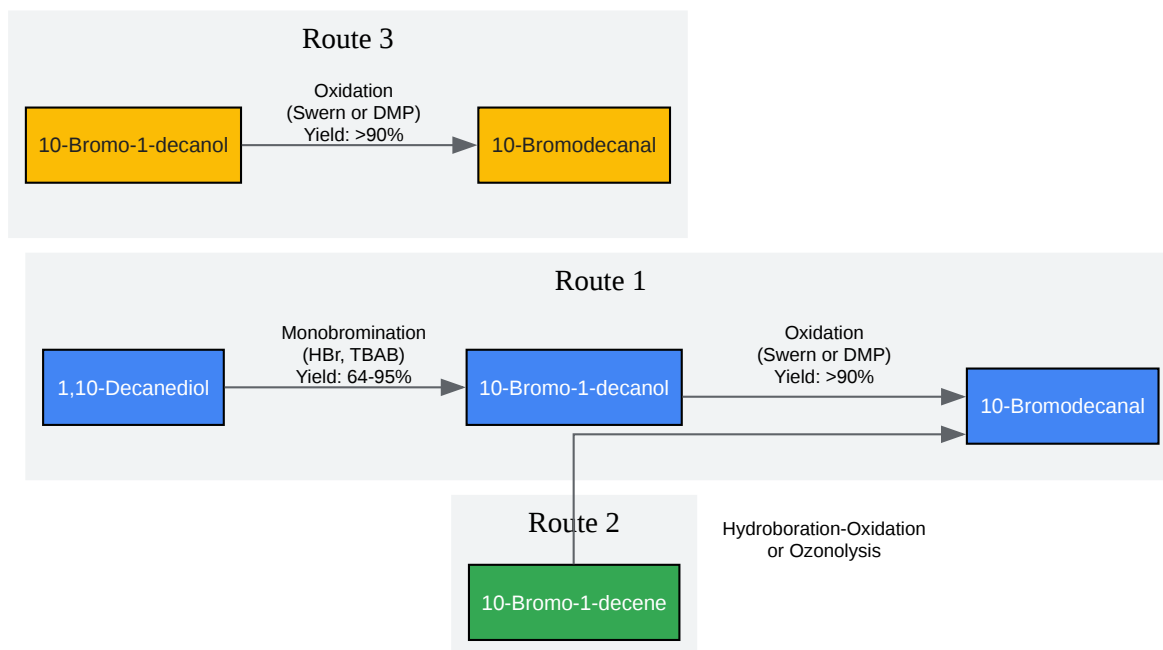 Route 3
Oxidation
(Swern or DMP)
Yield: >90%
10-Bromo-1-decanol
10-Bromodecanal
Route 1
Monobromination
(HBr, TBAB)
Yield: 64-95%
Oxidation
(Swern or DMP)
Yield: >90%
1,10-Decanediol
10-Bromo-1-decanol
10-Bromodecanal
Route 2
Hydroboration-Oxidation
or Ozonolysis
10-Bromo-1-decene